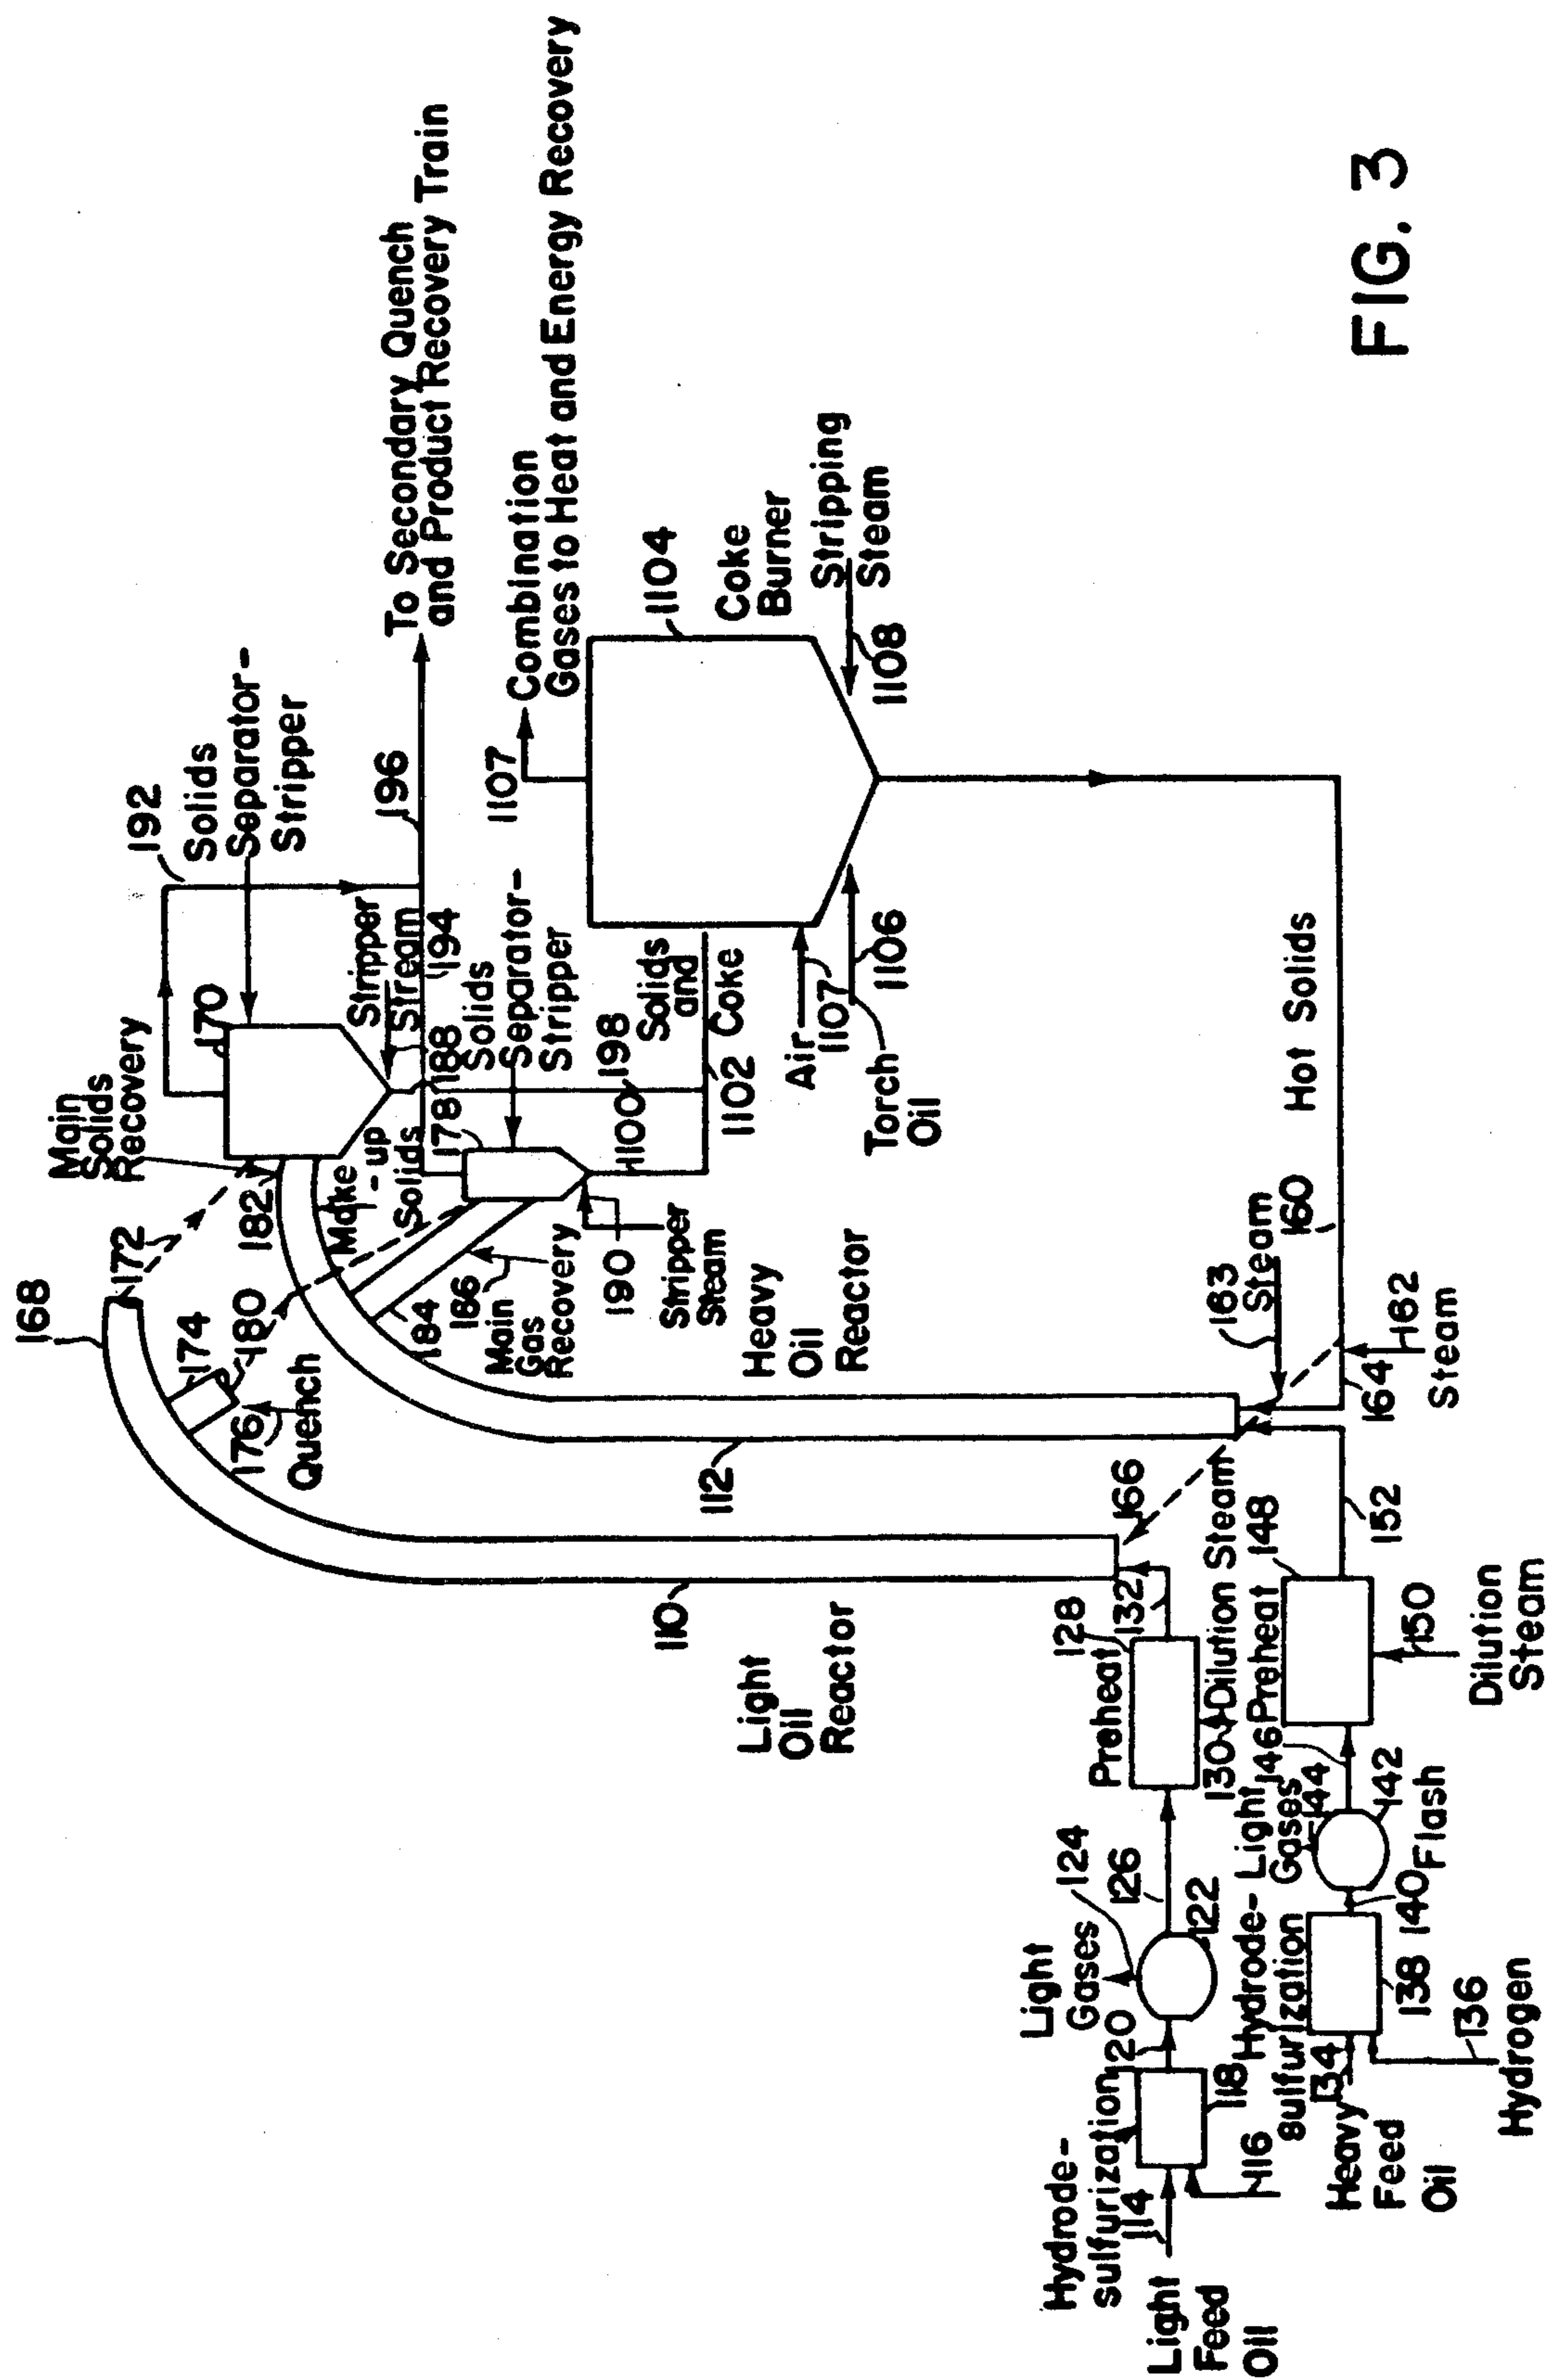 168
172
Main
Solids
Recovery
192
Solids
Separator-
Stripper
170
182
174
180
176
Quench
Make
-up
Solids
Stripper
Stream
194
196
To Secondary Quench
and Product Recovery Train
188
178
Solids
Separator-
Stripper
184
186
Main
Gas
Recovery
190
Stripper
Steam
1100
198
Solids
and
Coke
1102
1107
Combination
Gases to Heat and Energy Recovery
1104
Coke
Burner
Stripping
Steam
1108
Air
1107
Torch
Oil
1106
Heavy
Oil
Reactor
112
110
Light
Oil
Reactor
Hot Solids
160
163
Steam
162
Steam
164
166
152
Light
Feed
Oil
114
116
Hydrode-
sulfurization
118
120
Light
Gases
124
122
126
Preheat
128
130
Dilution Steam
132
Heavy
Feed
Oil
134
136
Hydrogen
Hydrode-
sulfurization
138
140
Light
Gases
144
142
Flash
146
Preheat
148
150
Dilution
Steam
FIG. 3